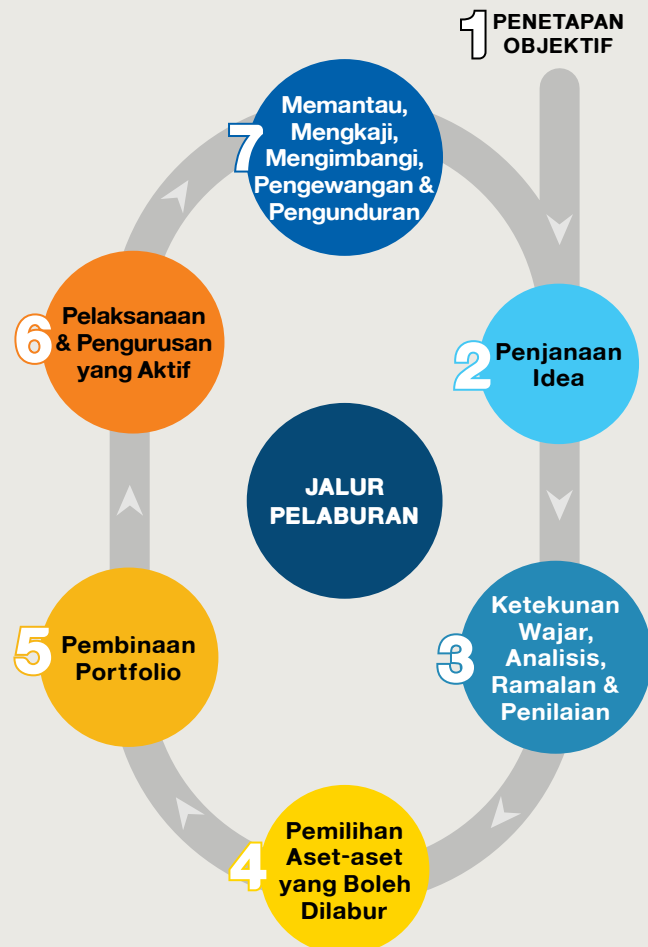 1 PENETAPAN
OBJEKTIF
2 Penjanaan
Idea
3 Ketekunan
Wajar,
Analisis,
Ramalan &
Penilaian
4 Pemilihan
Aset-aset
yang Boleh
Dilabur
5 Pembinaan
Portfolio
6 Pelaksanaan
& Pengurusan
yang Aktif
7 Memantau,
Mengkaji,
Mengimbangi,
Pengewangan &
Pengunduran
JALUR
PELABURAN